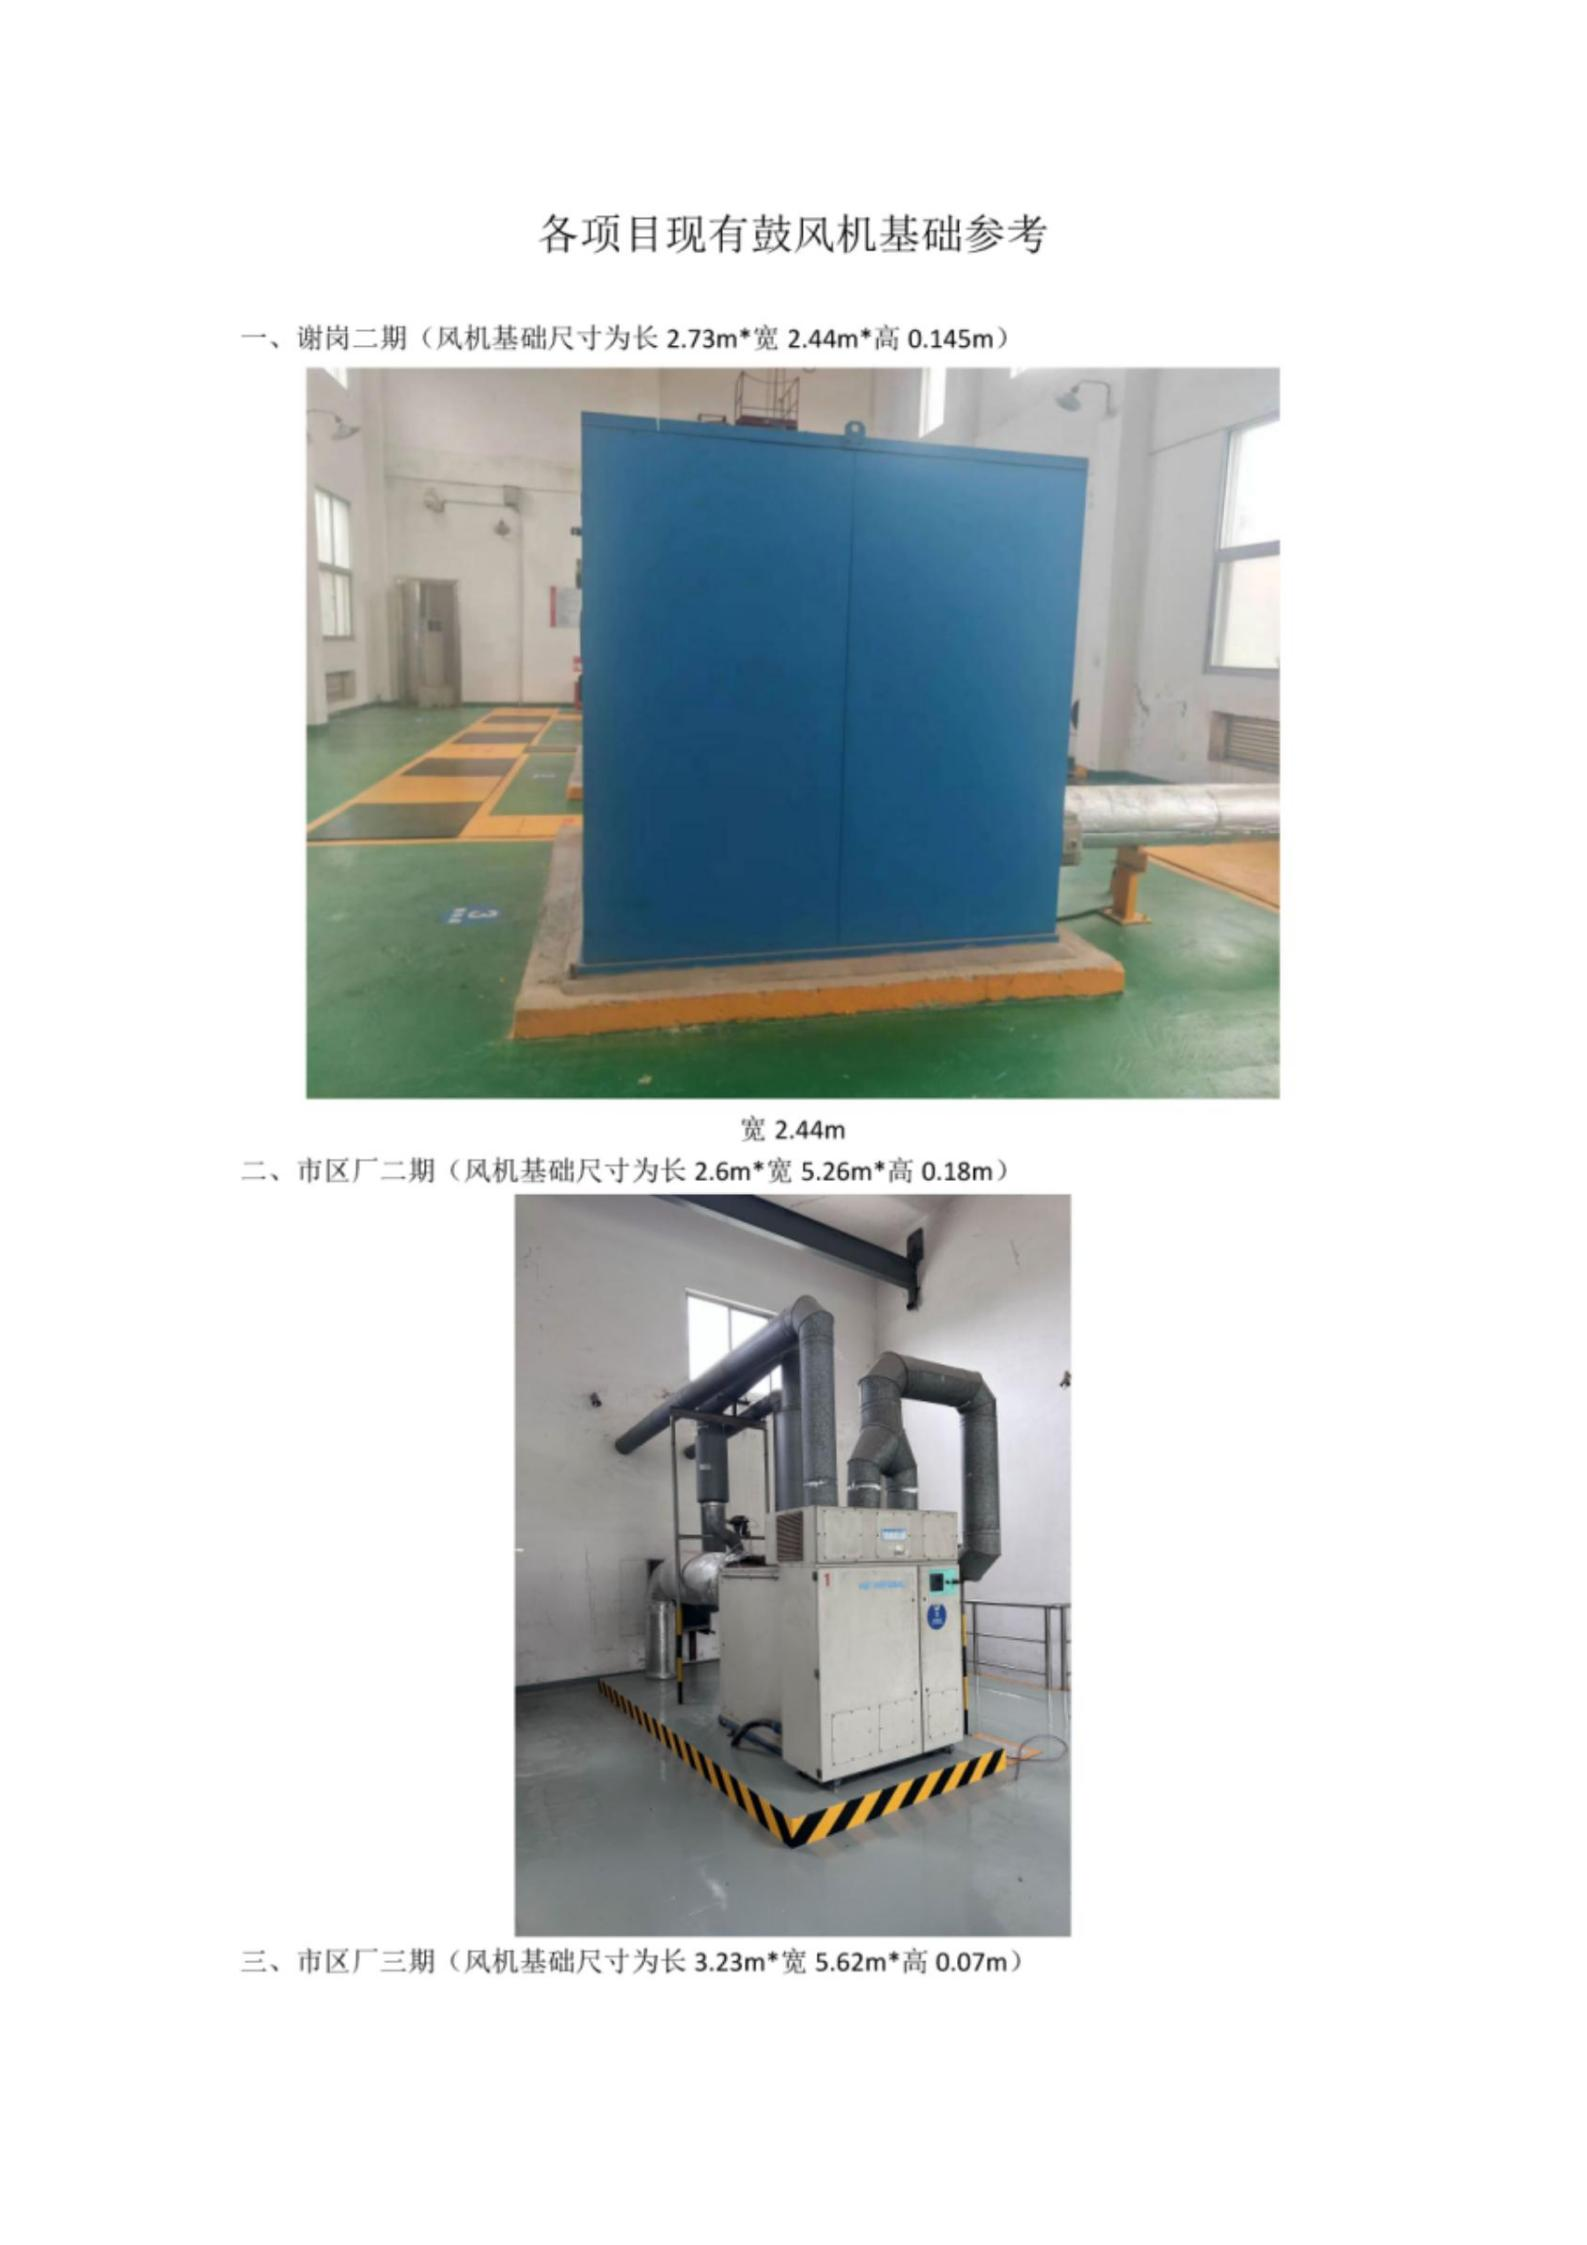 各项目现有鼓风机基础参考
一、谢岗二期（风机基础尺寸为长 2.73m*宽 2.44m*高 0.145m）
3
宽 2.44m
二、市区厂二期（风机基础尺寸为长 2.6m*宽 5.26m*高 0.18m）
1
三、市区厂三期（风机基础尺寸为长 3.23m*宽 5.62m*高 0.07m）